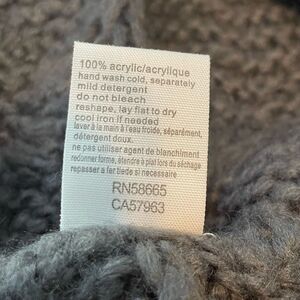 100% acrylic/acrylique
hand wash cold, separately
mild detergent
do not bleach
reshape, lay flat to dry
cool iron if needed
laver à la main à l'eau froide, séparément,
détergent doux.
ne pas utiliser agent de blanchiment
redonner forme, étendre à plat lors du séchage
repasser a fer tiede si necessaire
RN58665
CA57963